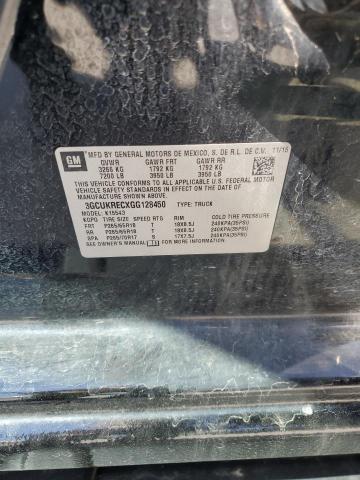 GM
MFD BY GENERAL MOTORS DE MEXICO, S. DE R.L. DE C.V. 11/15
GVWR GAWR FRT GAWR RR
3266 KG 1792 KG 1792 KG
7200 LB 3950 LB 3950 LB
THIS VEHICLE CONFORMS TO ALL APPLICABLE U.S. FEDERAL MOTOR
VEHICLE SAFETY STANDARDS IN EFFECT ON THE DATE OF
MANUFACTURE SHOWN ABOVE.
3GCUKRECXGG128450 TYPE: TRUCK
MODEL: K15543
TIRE SIZE SPEED RTG RIM COLD TIRE PRESSURE
FRT P265/65R18 T 18X8.5J 240KPA(35PSI)
RR P265/65R18 T 18X8.5J 240KPA(35PSI)
SPA P265/70R17 S 17X7.5J 240KPA(35PSI)
SEE OWNER'S MANUAL FOR MORE INFORMATION.